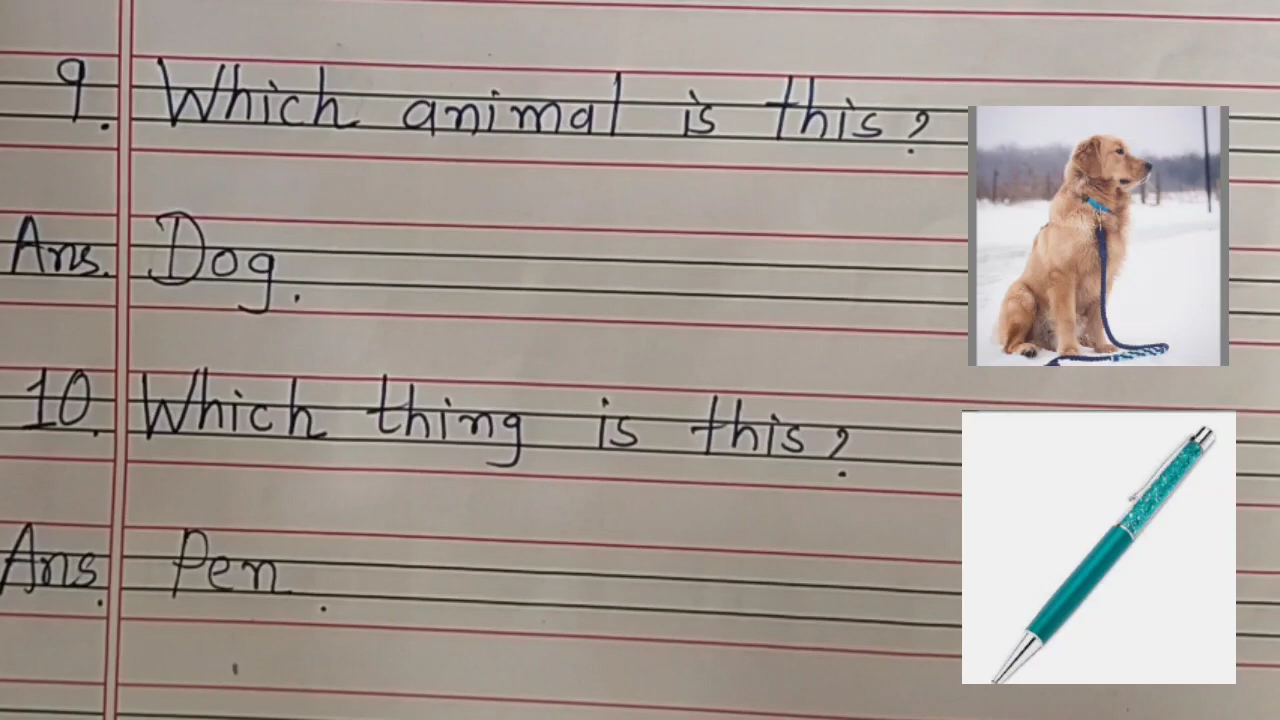 9. Which animal is this?
Ans. Dog.
10. Which thing is this?
Ans. Pen.